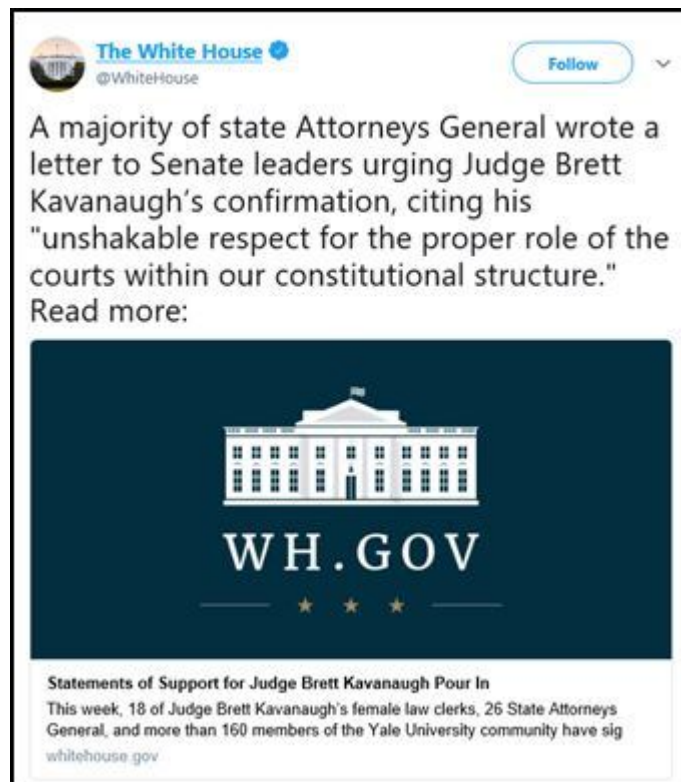 The White House
@WhiteHouse
Follow
A majority of state Attorneys General wrote a
letter to Senate leaders urging Judge Brett
Kavanaugh’s confirmation, citing his
"unshakable respect for the proper role of the
courts within our constitutional structure."
Read more:
WH.GOV
Statements of Support for Judge Brett Kavanaugh Pour In
This week, 18 of Judge Brett Kavanaugh's female law clerks, 26 State Attorneys
General, and more than 160 members of the Yale University community have sig
whitehouse.gov